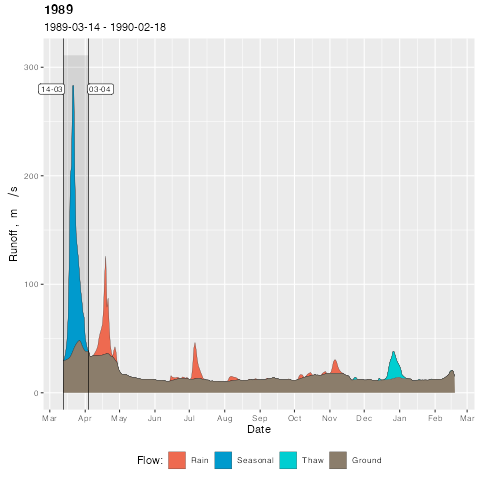 1989
1989-03-14 - 1990-02-18
300
14-03 03-04
200
Runoff, m /s
100
0
Mar Apr May Jun Jul Aug Sep Oct Nov Dec Jan Feb Mar
Date
Flow: Rain Seasonal Thaw Ground